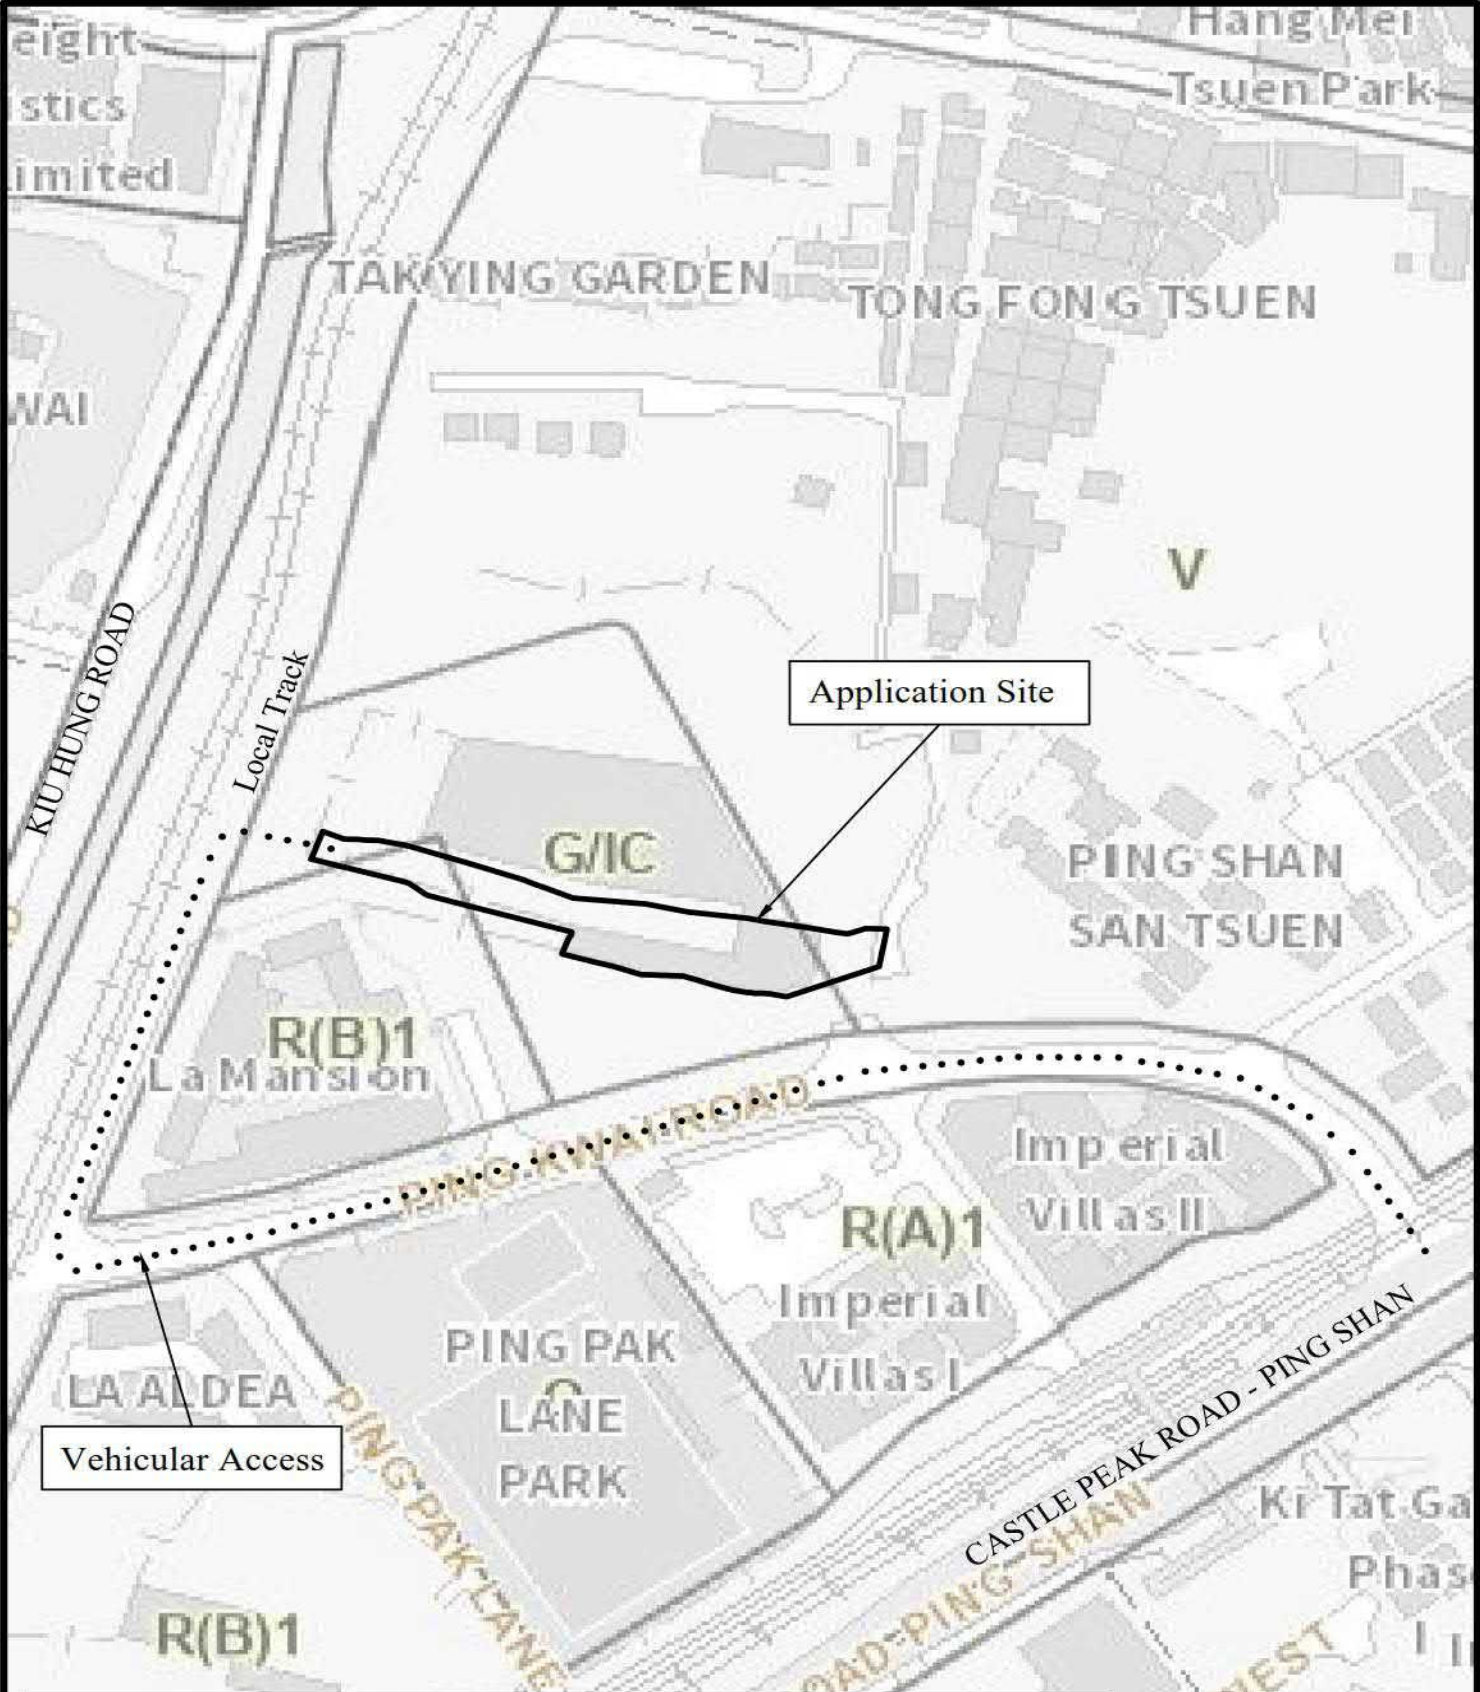 eight
Hang Mei
stics
Tsuen Park
imited
TAK YING GARDEN
TONG FONG TSUEN
WAI
V
KIU HUNG ROAD
Local Track
Application Site
G/IC
PING SHAN
SAN TSUEN
R(B)1
La Mansion
PING KWAI ROAD
Imperial
Villas II
R(A)1
Imperial
Villas I
PING PAK
LANE
PARK
LA ALDEA
Vehicular Access
PING PAK LANE
CASTLE PEAK ROAD - PING SHAN
OAD-PING SHAN
Ki Tat Ga
Phas
R(B)1
EST